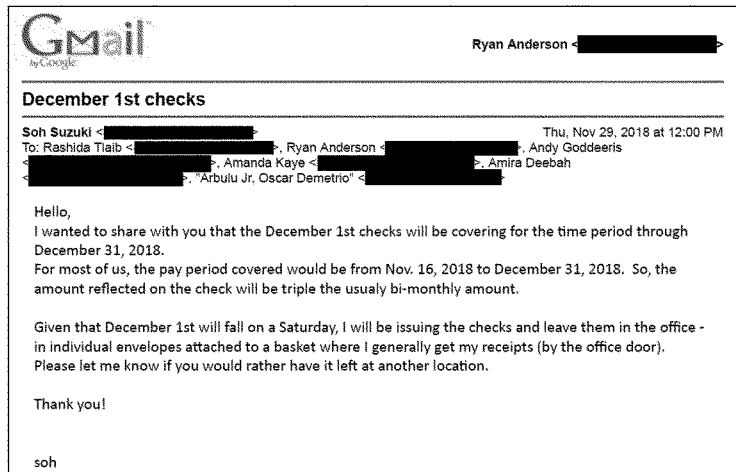 Gmail
by Google
Ryan Anderson < >
December 1st checks
Soh Suzuki < >
Thu, Nov 29, 2018 at 12:00 PM
To: Rashida Tlaib < >, Ryan Anderson < >, Andy Goddeeris
< >, Amanda Kaye < >, Amira Deebah
< >, "Arbulu Jr, Oscar Demetrio" < >
Hello,
I wanted to share with you that the December 1st checks will be covering for the time period through
December 31, 2018.
For most of us, the pay period covered would be from Nov. 16, 2018 to December 31, 2018. So, the
amount reflected on the check will be triple the usualy bi-monthly amount.
Given that December 1st will fall on a Saturday, I will be issuing the checks and leave them in the office -
in individual envelopes attached to a basket where I generally get my receipts (by the office door).
Please let me know if you would rather have it left at another location.
Thank you!
soh